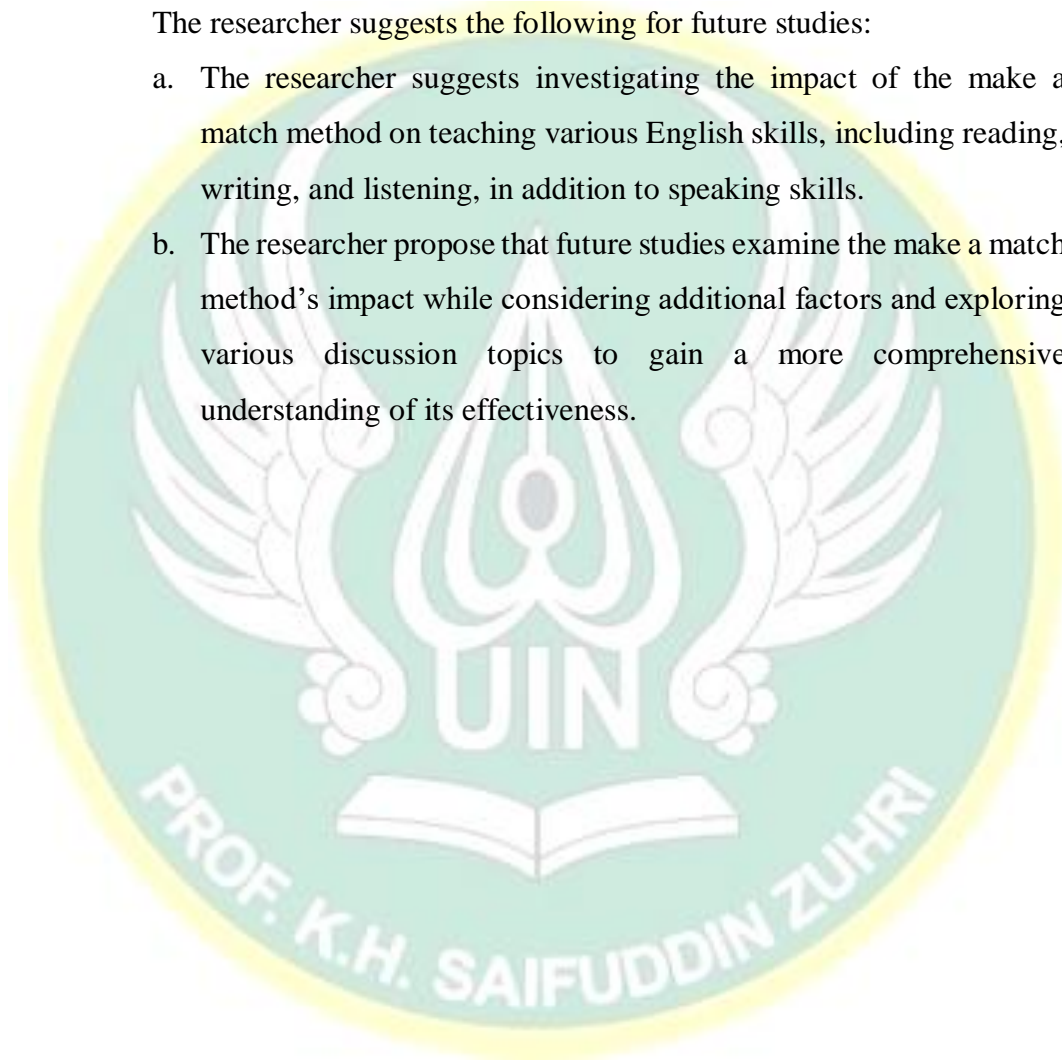 The researcher suggests the following for future studies:
a. The researcher suggests investigating the impact of the make a
match method on teaching various English skills, including reading,
writing, and listening, in addition to speaking skills.
b. The researcher propose that future studies examine the make a match
method’s impact while considering additional factors and exploring
various discussion topics to gain a more comprehensive
understanding of its effectiveness.
UIN
PROF. K.H. SAIFUDDIN ZUHRI